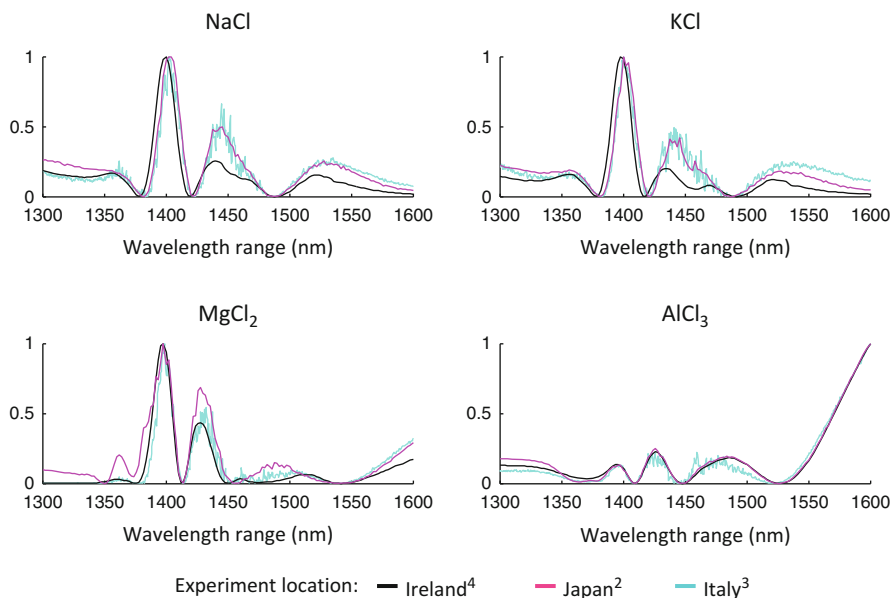 NaCl
KCl
1
0.5
0
1300 1350 1400 1450 1500 1550 1600
Wavelength range (nm)
1
0.5
0
1300 1350 1400 1450 1500 1550 1600
Wavelength range (nm)
MgCl₂
AlCl₃
1
0.5
0
1300 1350 1400 1450 1500 1550 1600
Wavelength range (nm)
1
0.5
0
1300 1350 1400 1450 1500 1550 1600
Wavelength range (nm)
Experiment location: Ireland⁴ Japan² Italy³